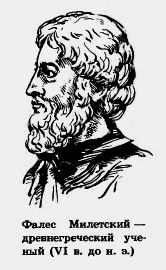 Фалес Милетский —
древнегреческий уче-
ный (VI в. до н. э.)